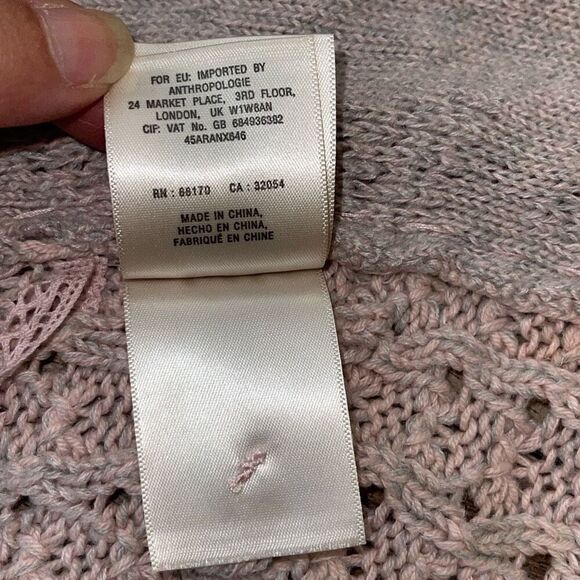 FOR EU: IMPORTED BY
ANTHROPOLOGIE
24 MARKET PLACE, 3RD FLOOR,
LONDON, UK W1W8AN
CIF: VAT No. GB 684936382
45ARANX646
RN : 66170 CA : 32054
MADE IN CHINA,
HECHO EN CHINA,
FABRIQUÉ EN CHINE